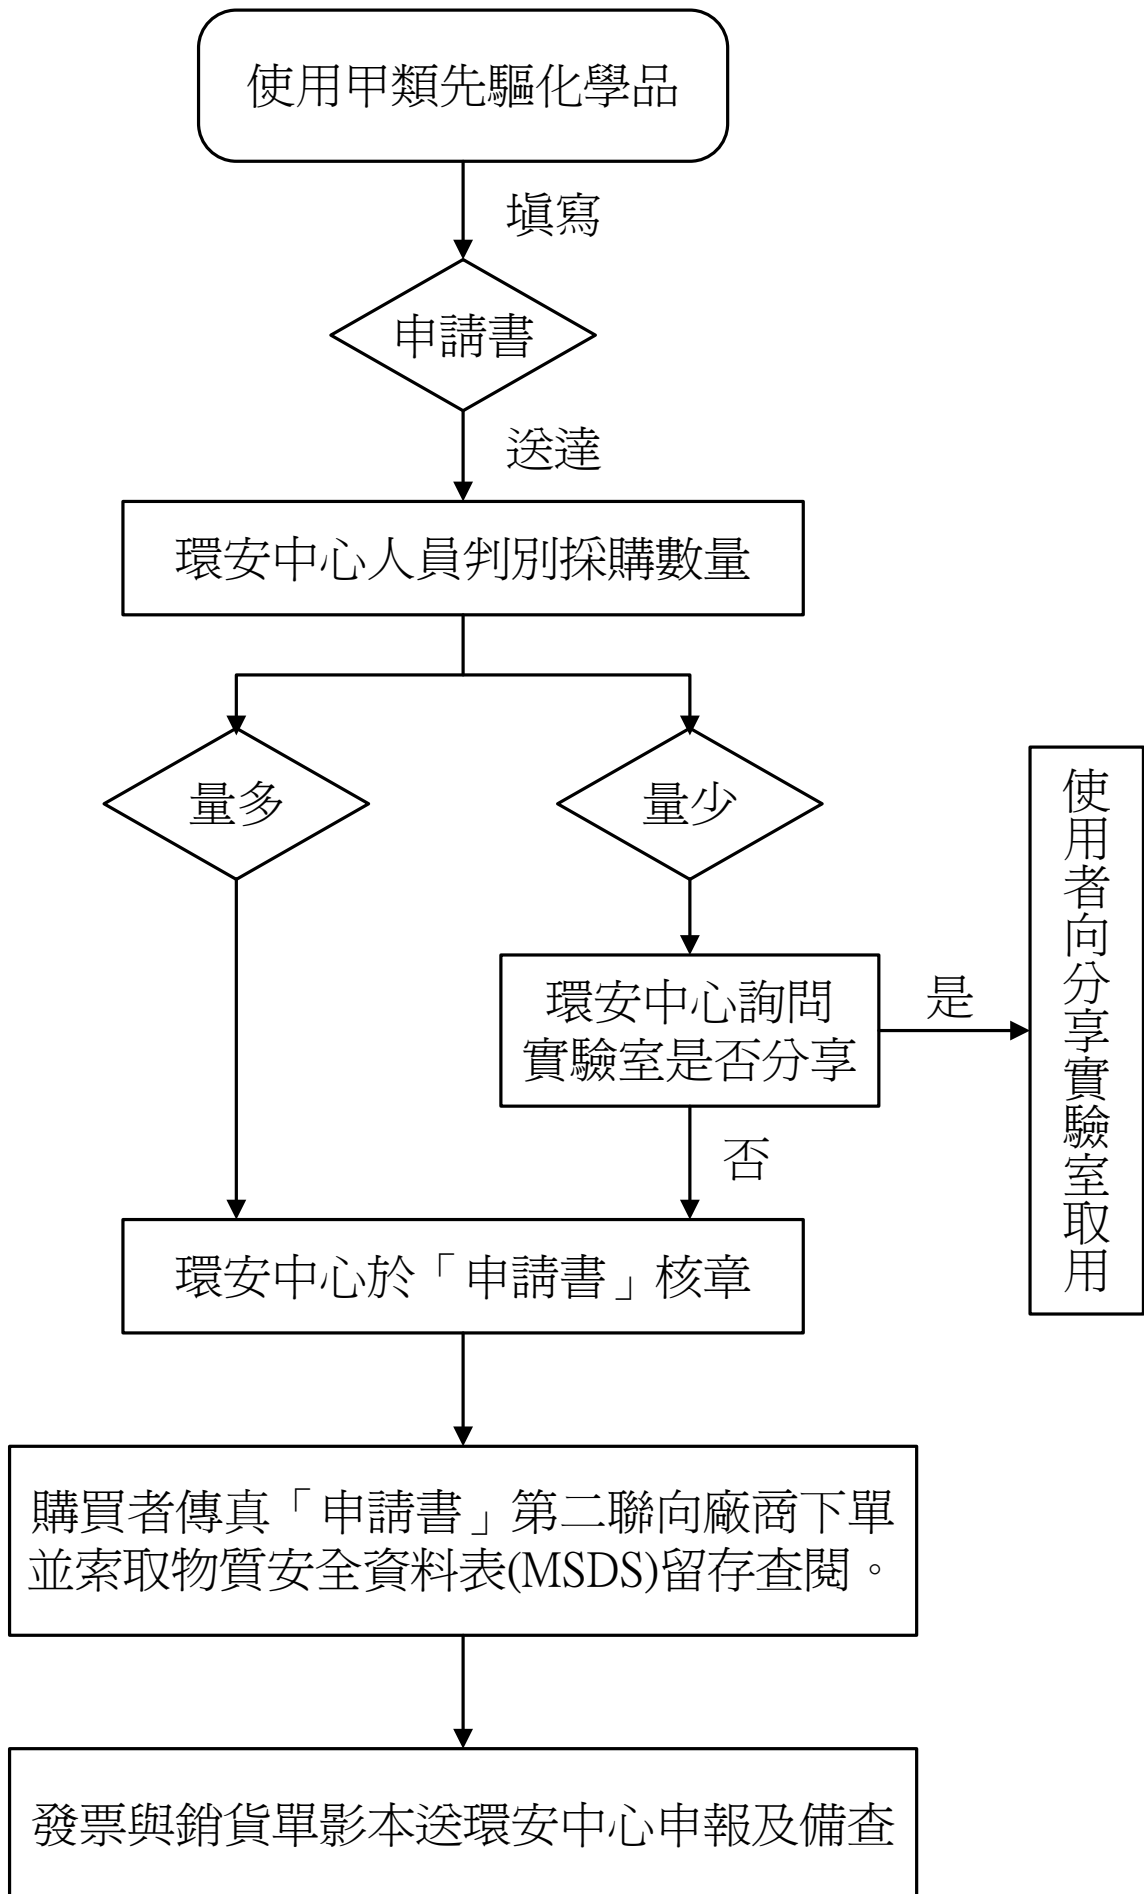 使用甲類先驅化學品
填寫
申請書
送達
環安中心人員判別採購數量
量多
量少
環安中心詢問
實驗室是否分享
是
使用者向分享實驗室取用
否
環安中心於「申請書」核章
購買者傳真「申請書」第二聯向廠商下單
並索取物質安全資料表(MSDS)留存查閱。
發票與銷貨單影本送環安中心申報及備查